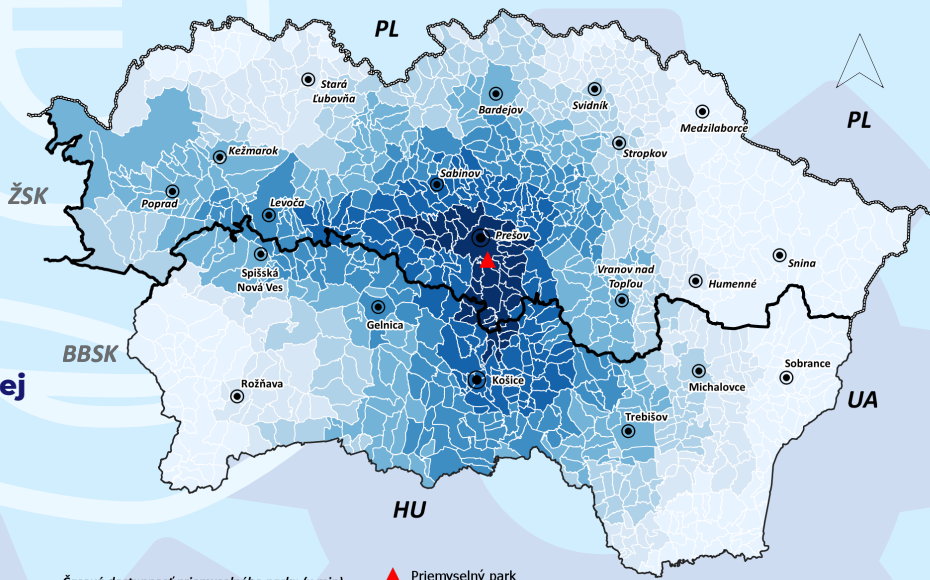 PL
Stará
Ľubovňa
Bardejov
Svidník
Medzilaborce
PL
Stropkov
Kežmarok
Sabinov
ŽSK
Poprad
Levoča
Prešov
Spišská
Nová Ves
Vranov nad
Topľou
Snina
Humenné
Gelnica
BBSK
Sobrance
Košice
Michalovce
ej
Rožňava
UA
Trebišov
HU
Priemyselný park